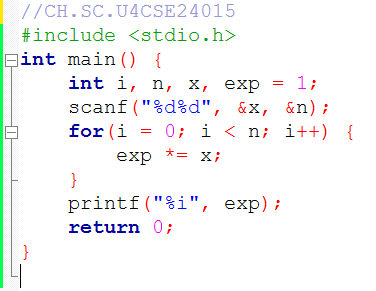 //CH.SC.U4CSE24015
#include <stdio.h>
int main() {
    int i, n, x, exp = 1;
    scanf("%d%d", &x, &n);
    for(i = 0; i < n; i++) {
        exp *= x;
    }
    printf("%i", exp);
    return 0;
}